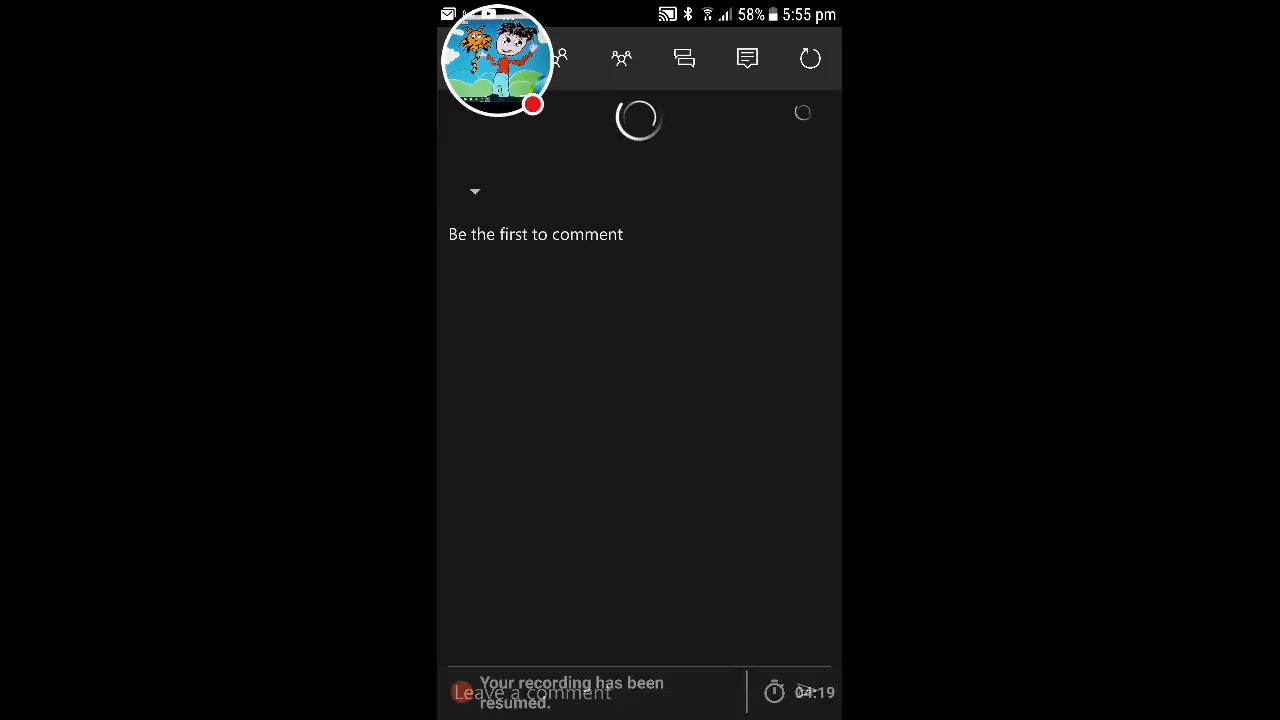 58% 5:55 pm
Be the first to comment
Your recording has been
Leave a comment
resumed.
04:19